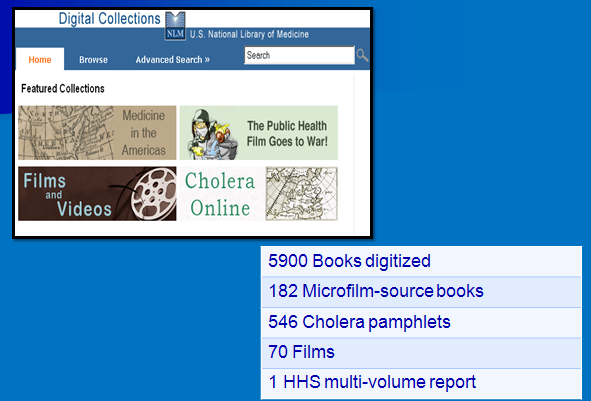 Digital Collections
NLM
U.S. National Library of Medicine
Home
Browse
Advanced Search »
Search
Featured Collections
Medicine
in the
Americas
The Public Health
Film Goes to War!
Films
and
Videos
Cholera
Online
5900 Books digitized
182 Microfilm-source books
546 Cholera pamphlets
70 Films
1 HHS multi-volume report